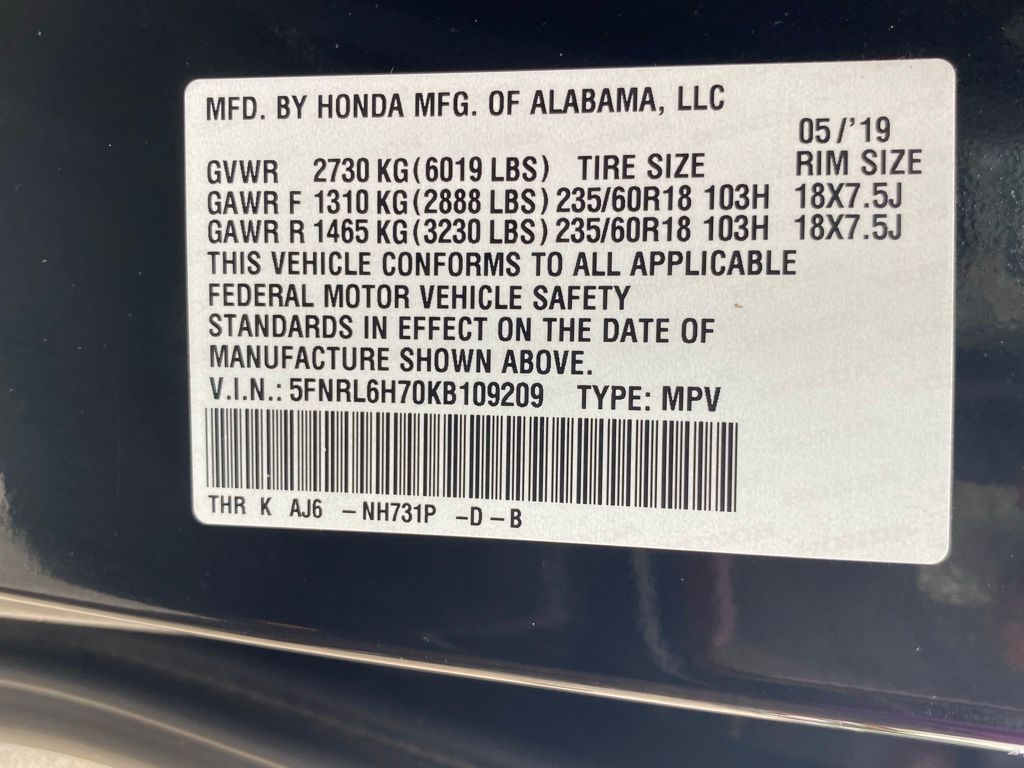 MFD. BY HONDA MFG. OF ALABAMA, LLC
05/'19
GVWR 2730 KG (6019 LBS) TIRE SIZE RIM SIZE
GAWR F 1310 KG (2888 LBS) 235/60R18 103H 18X7.5J
GAWR R 1465 KG (3230 LBS) 235/60R18 103H 18X7.5J
THIS VEHICLE CONFORMS TO ALL APPLICABLE
FEDERAL MOTOR VEHICLE SAFETY
STANDARDS IN EFFECT ON THE DATE OF
MANUFACTURE SHOWN ABOVE.
V.I.N.: 5FNRL6H70KB109209 TYPE: MPV
THR K AJ6 -NH731P -D-B